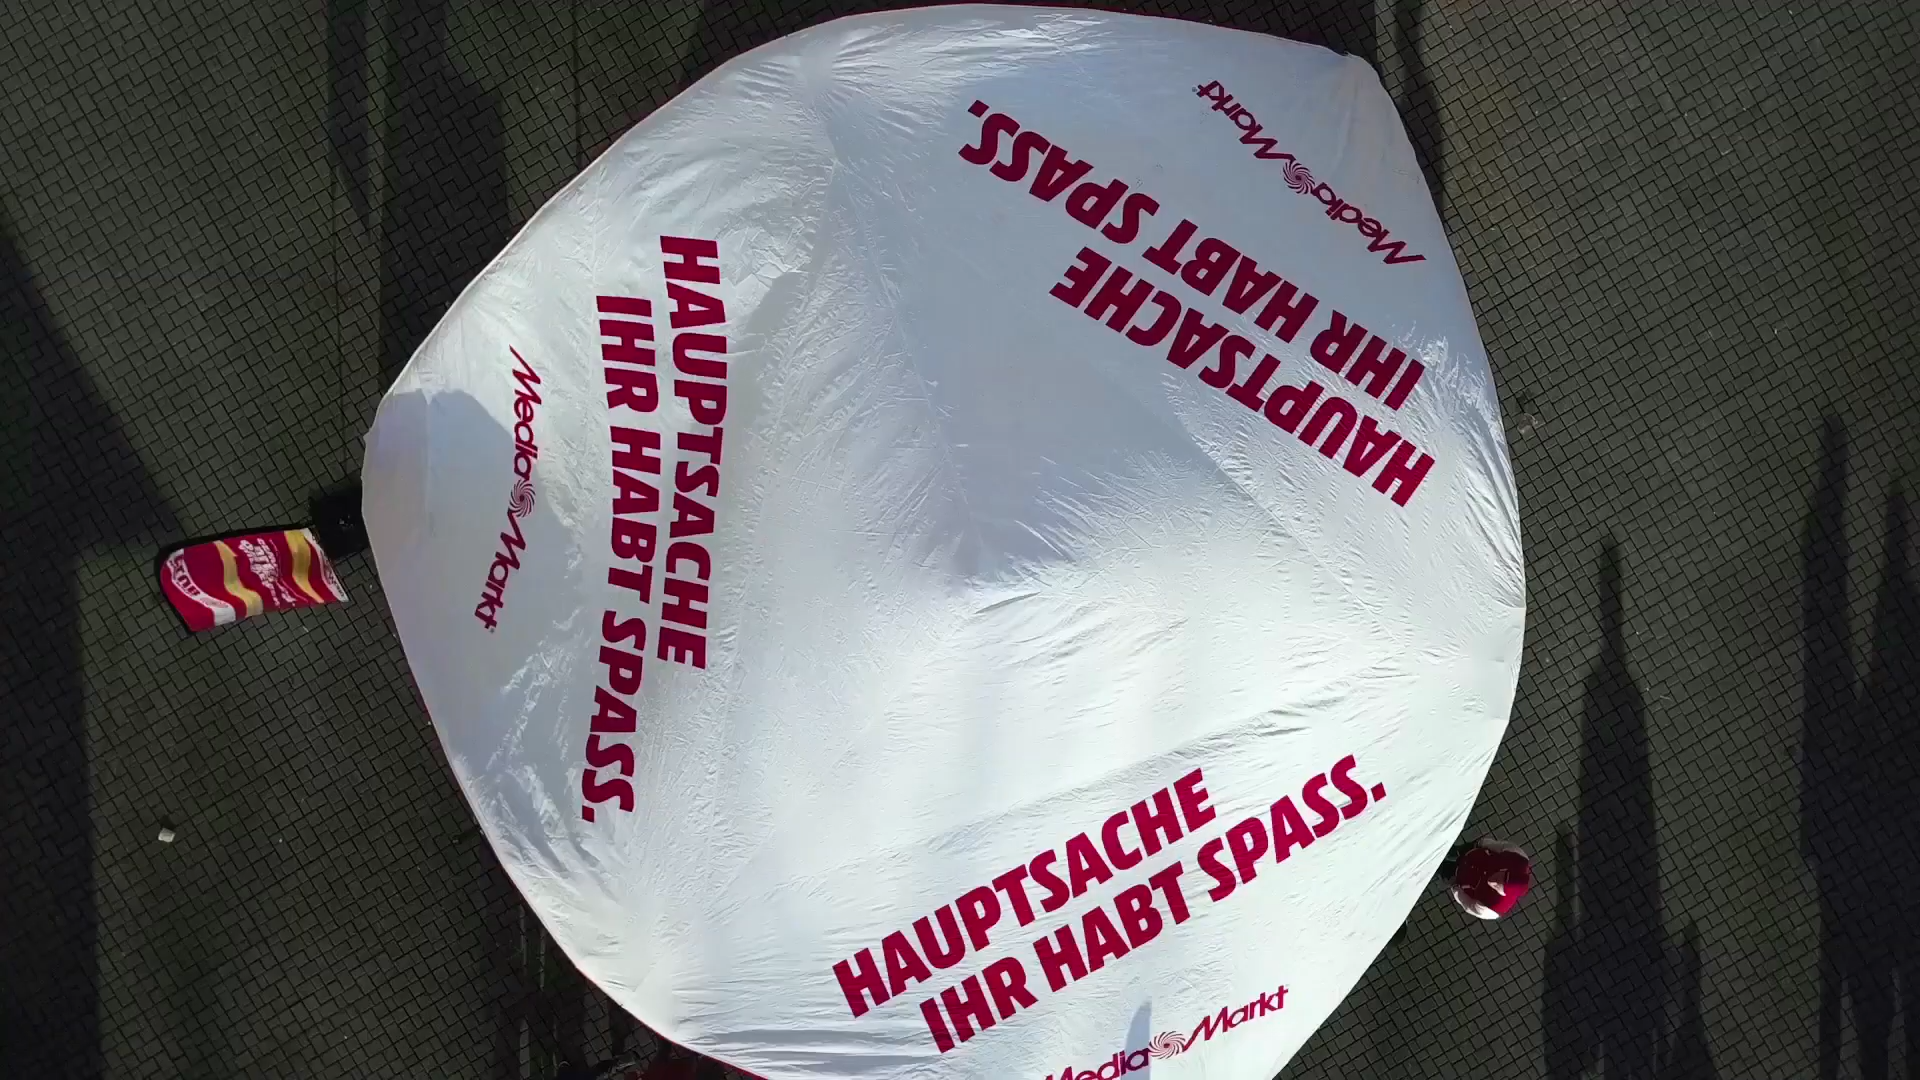 HAUPTSACHE
IHR HABT SPASS.
MediaMarkt
HAUPTSACHE
IHR HABT SPASS.
MediaMarkt
HAUPTSACHE
IHR HABT SPASS.
MediaMarkt